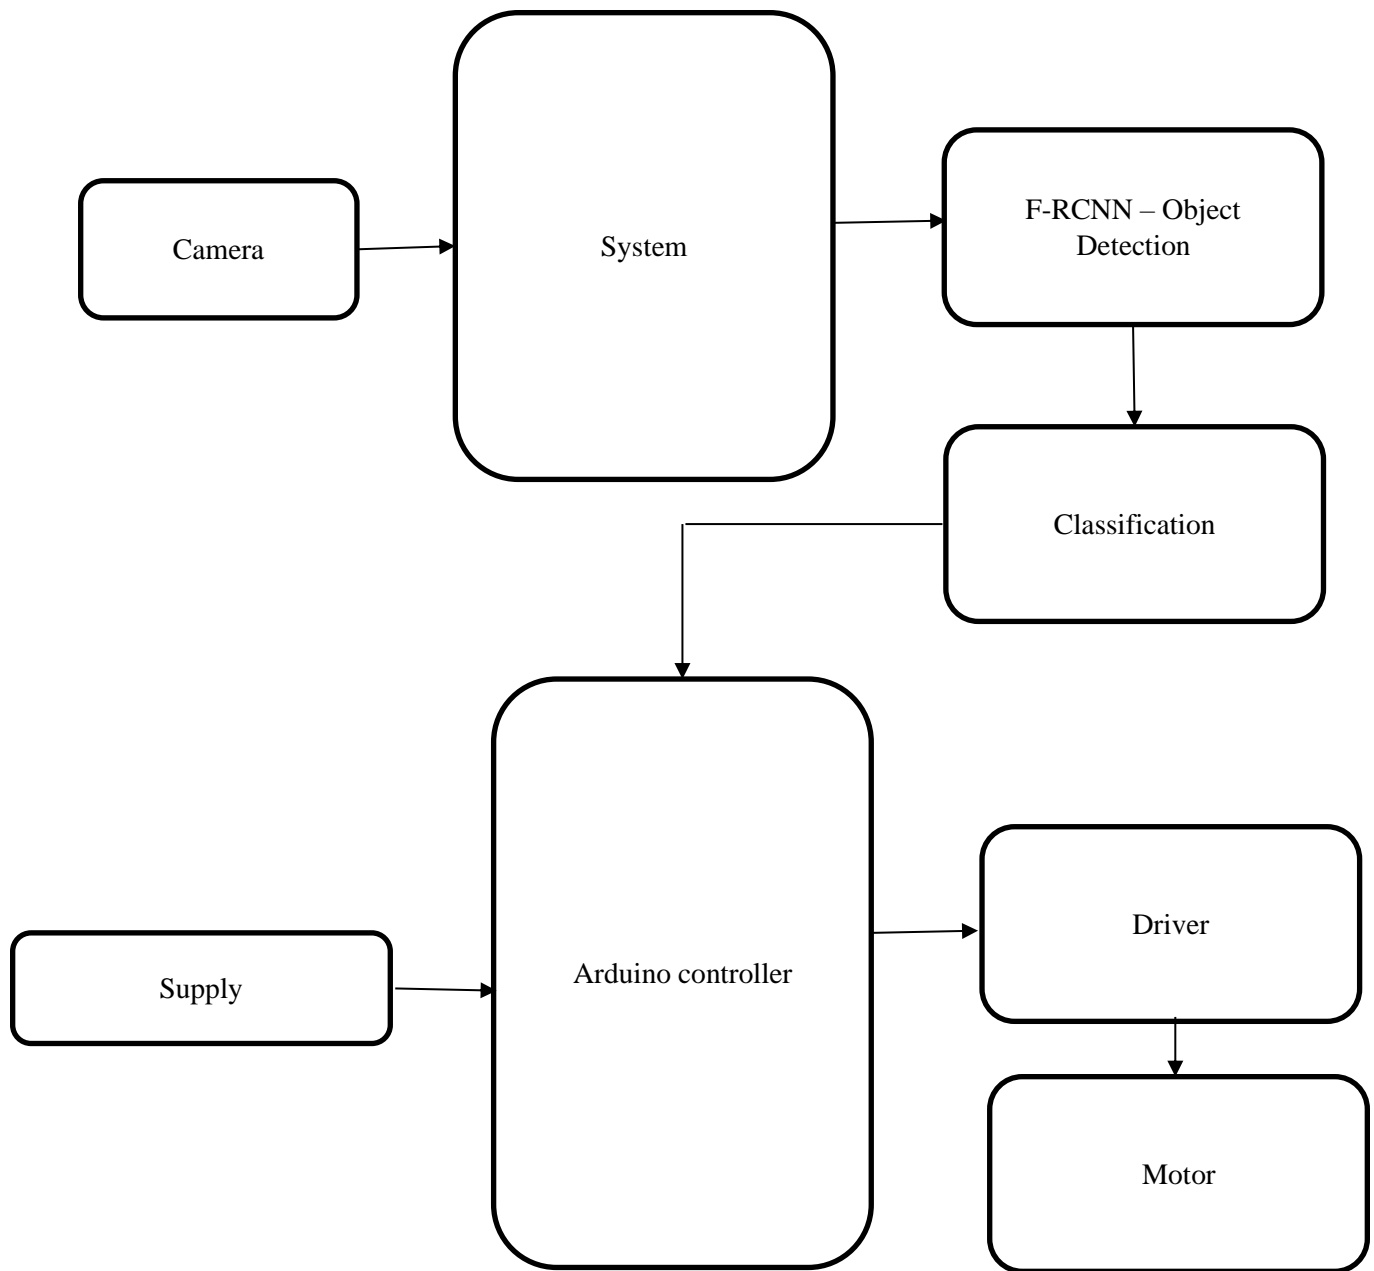 Camera
System
F-RCNN – Object
Detection
Classification
Arduino controller
Supply
Driver
Motor